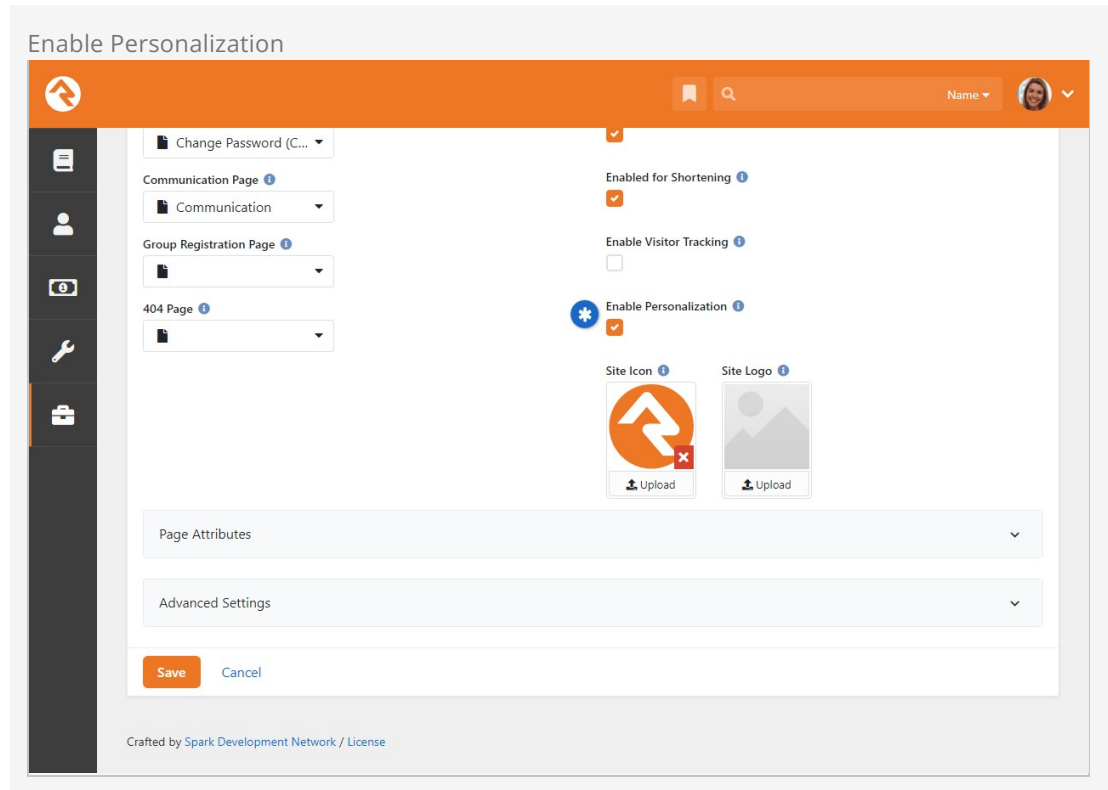 Enable Personalization
Name
Change Password (C...
Communication Page
Communication
Group Registration Page
404 Page
Enabled for Shortening
Enable Visitor Tracking
Enable Personalization
Site Icon
Site Logo
Upload
Upload
Page Attributes
Advanced Settings
Save
Cancel
Crafted by Spark Development Network / License